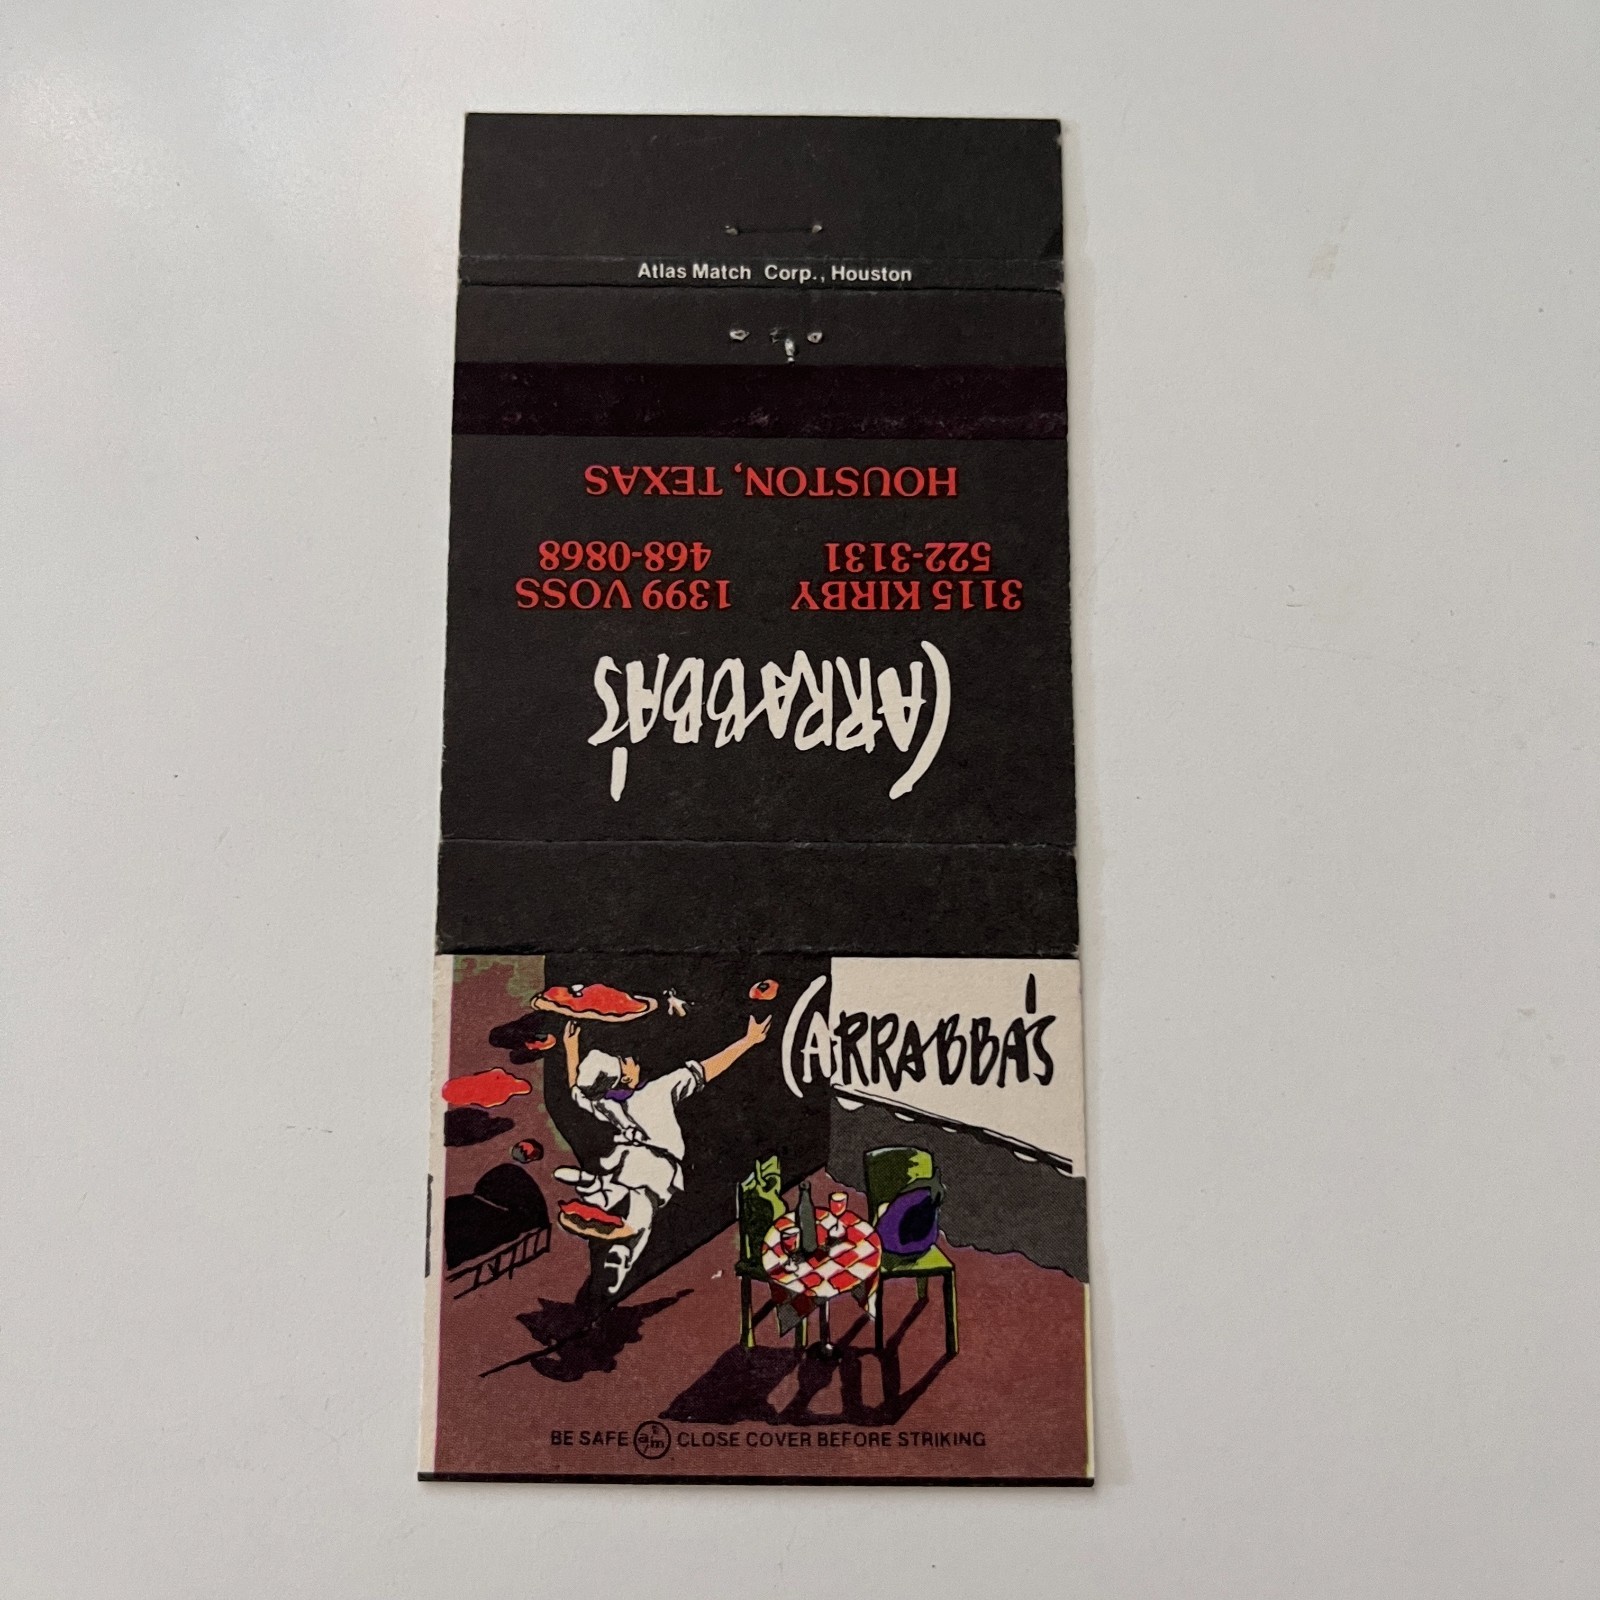 Atlas Match Corp., Houston
CARRABBA'S
3115 KIRBY 1399 VOSS
522-3131 468-0868
HOUSTON, TEXAS
CARRABBA'S
BE SAFE atm CLOSE COVER BEFORE STRIKING